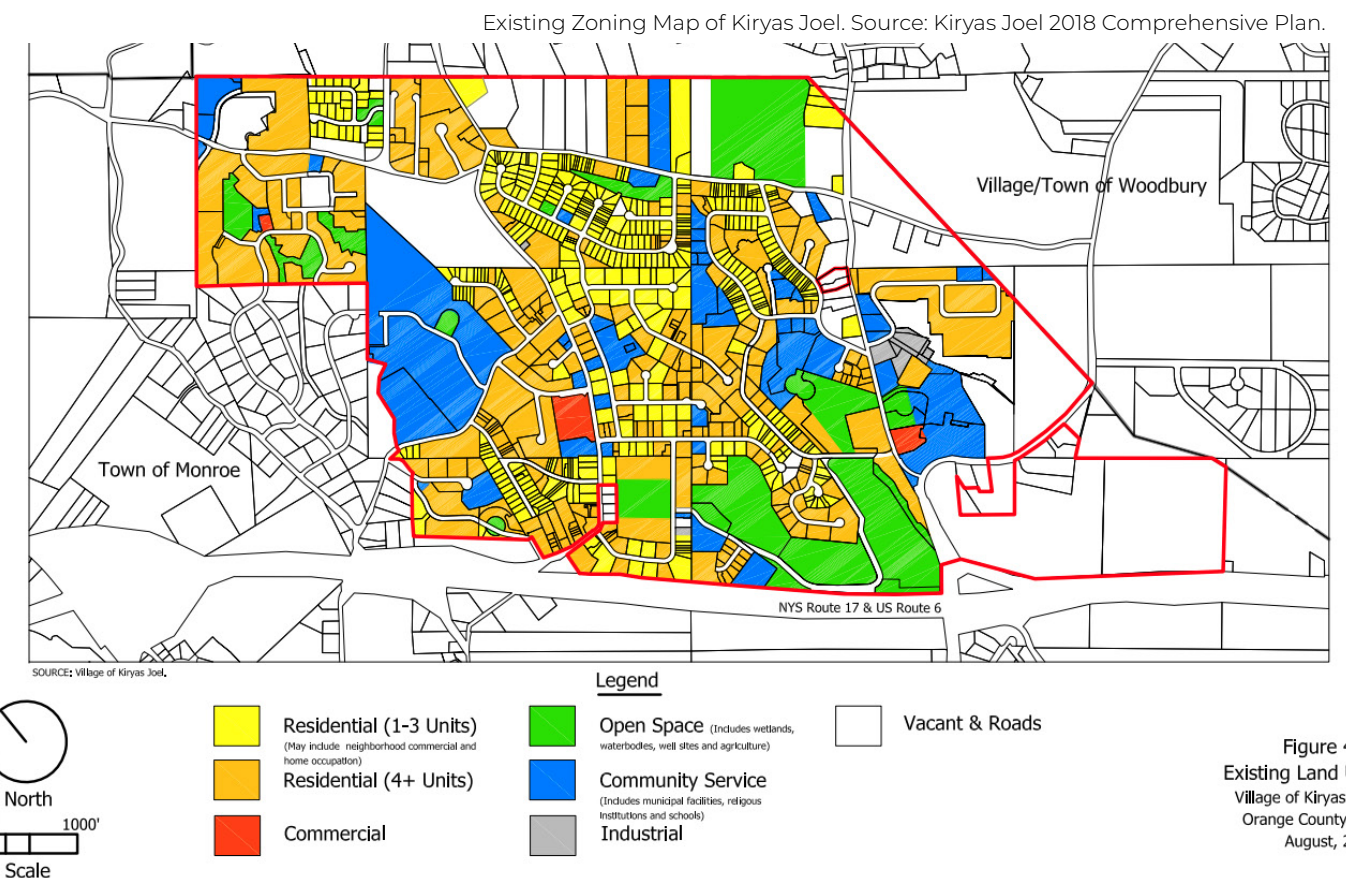 Existing Zoning Map of Kiryas Joel. Source: Kiryas Joel 2018 Comprehensive Plan.
Village/Town of Woodbury
Town of Monroe
NYS Route 17 & US Route 6
SOURCE: Village of Kiryas Joel.
Legend
Residential (1-3 Units)
(May include neighborhood commercial and
home occupation)
Residential (4+ Units)
Commercial
Open Space (Includes wetlands,
waterbodies, well sites and agriculture)
Community Service
(Includes municipal facilities, religous
institutions and schools)
Industrial
Vacant & Roads
North
1000'
Scale
Figure 4
Existing Land U
Village of Kiryas
Orange County
August, 2